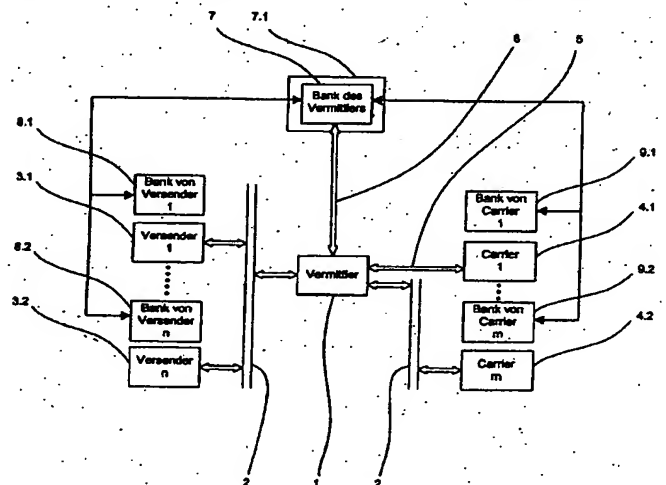 7
7.1
6
5
Bank des
Vermittlers
8.1
Bank von
Versender
1
3.1
Versender
1
8.2
Bank von
Versender
n
3.2
Versender
n
Vermittler
9.1
Bank von
Carrier
1
4.1
Carrier
1
9.2
Bank von
Carrier
m
4.2
Carrier
m
2
1
2